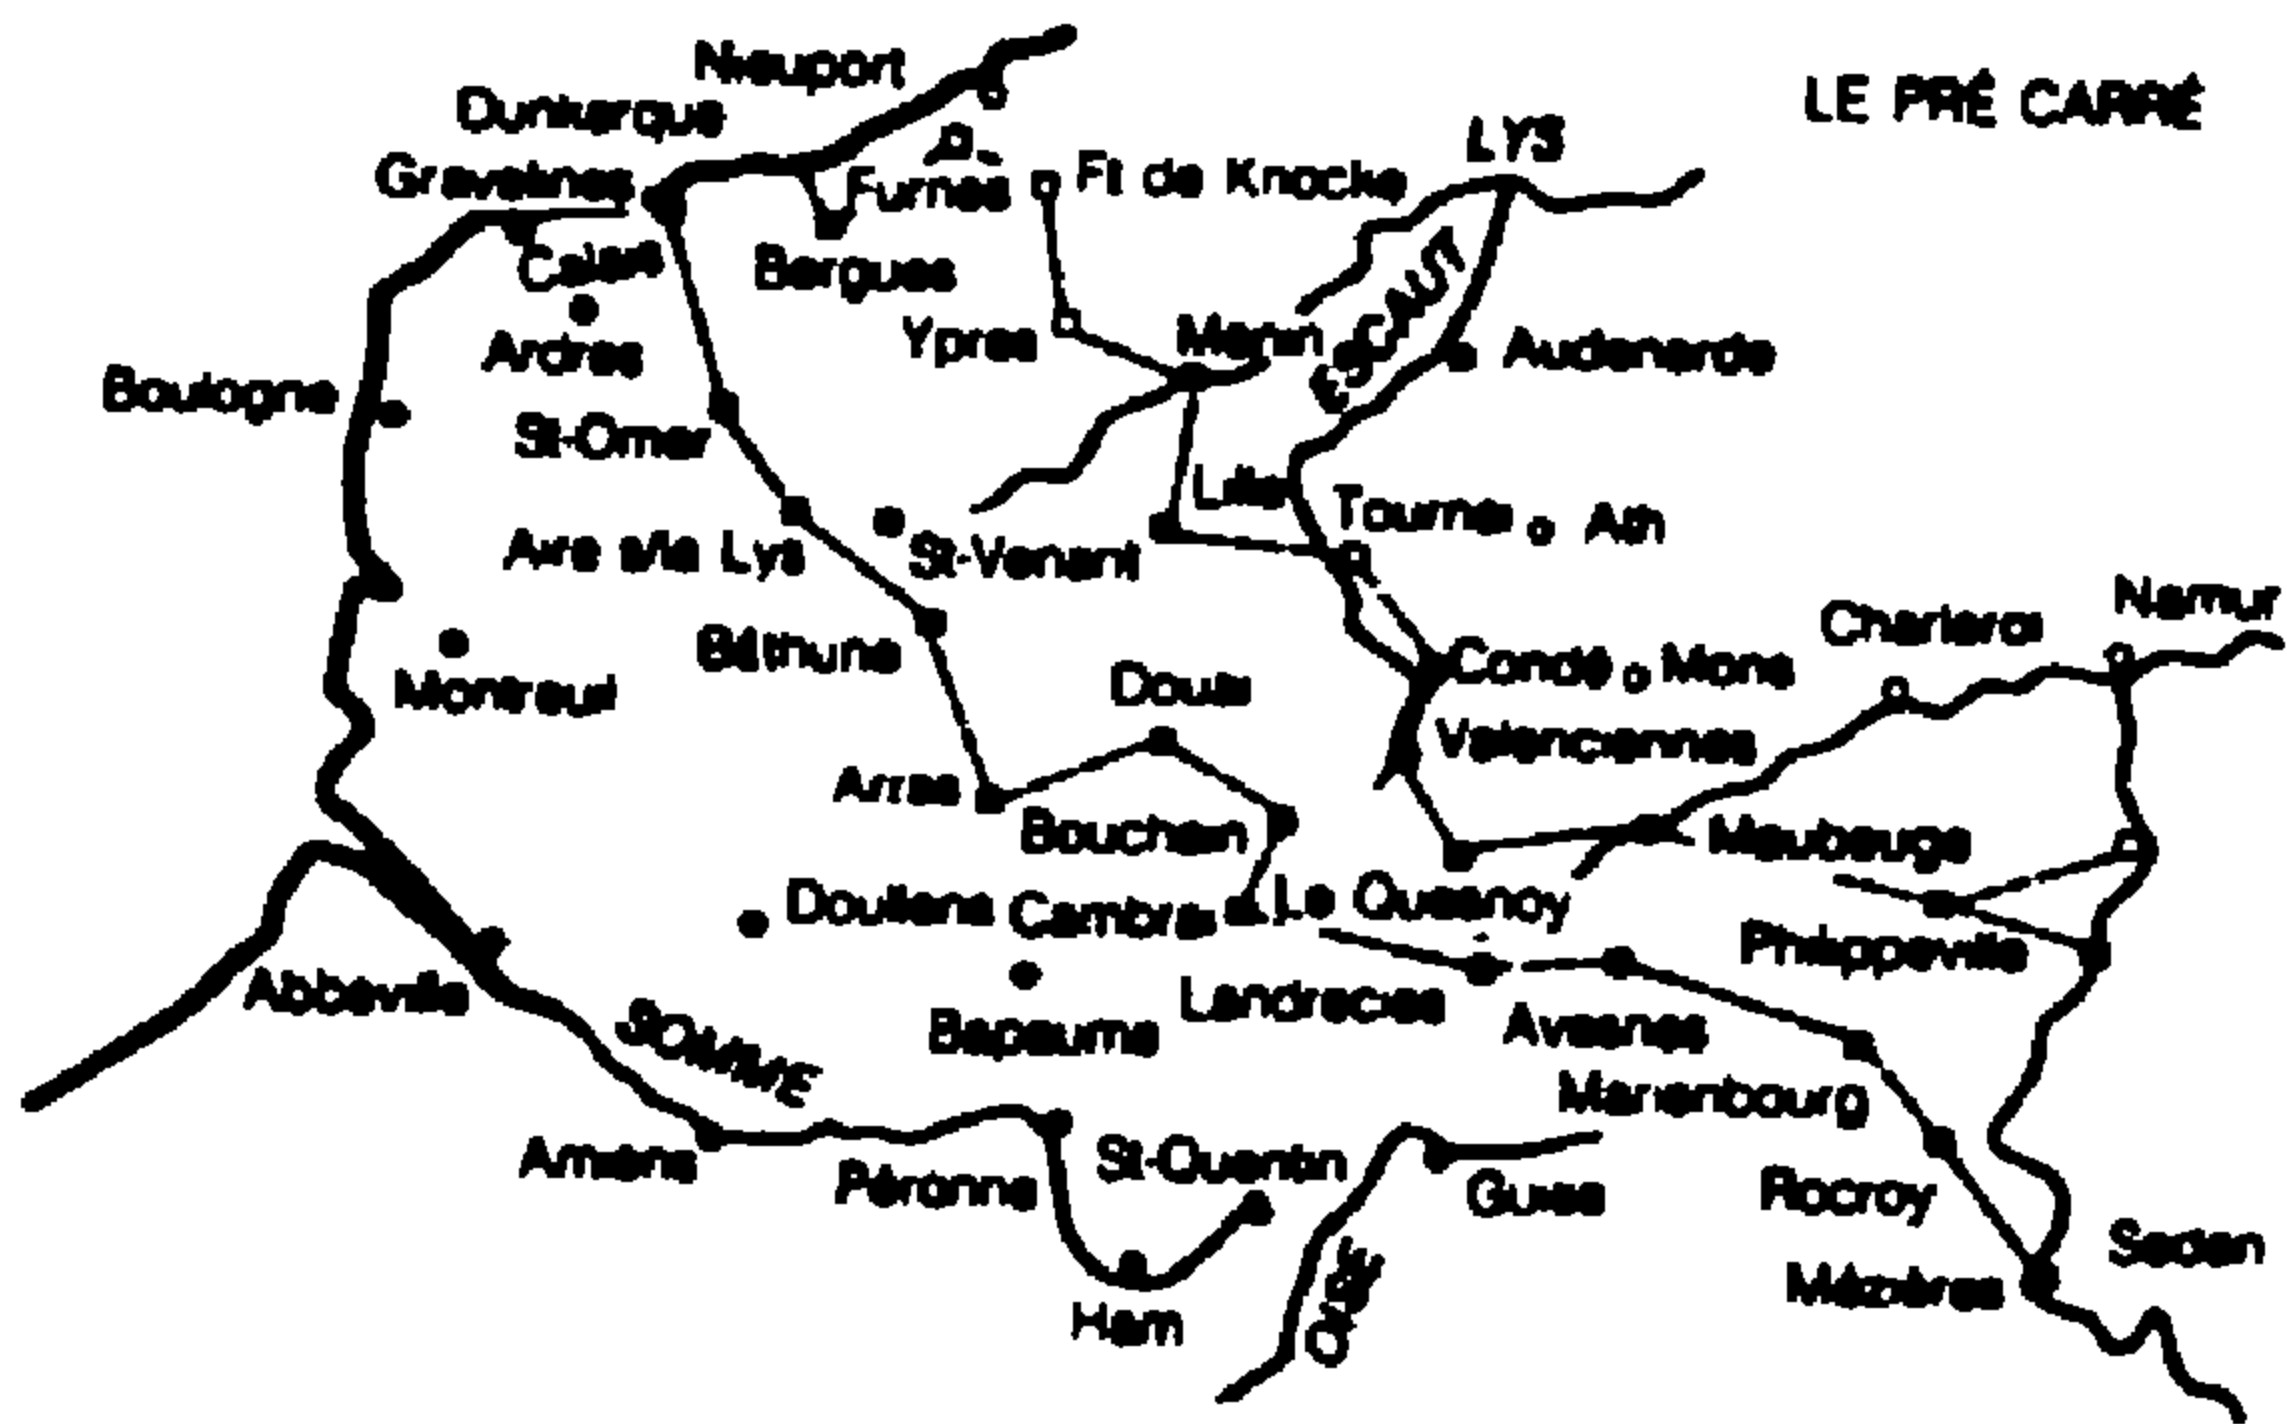 LE PRÉ CARRÉ
Nieuport
Dunkerque
LYS
Gravelines
Furnes
Ft de Knocke
Calais
Bergues
ESCAUT
Ypres
Menin
Audenarde
Ardres
Boulogne
St-Omer
Lille
Tournai
Ath
Aire s/la Lys
St-Venant
Namur
Charleroi
Béthune
Condé
Mons
Montreuil
Douai
Valenciennes
Arras
Bouchain
Maubeuge
Doullens
Cambrai
Le Quesnoy
Philippeville
Abbeville
Landrecies
Bapaume
Avesnes
SOMME
Marienbourg
Amiens
Péronne
St-Quentin
Guise
Rocroy
Sedan
Mézières
OISE
Ham